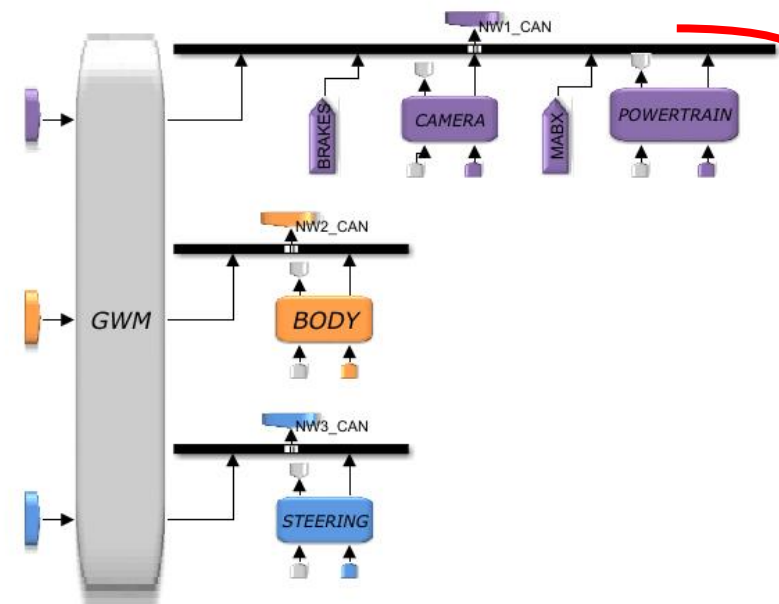 NW1_CAN
BRAKES
CAMERA
MABX
POWERTRAIN
NW2_CAN
GWM
BODY
NW3_CAN
STEERING